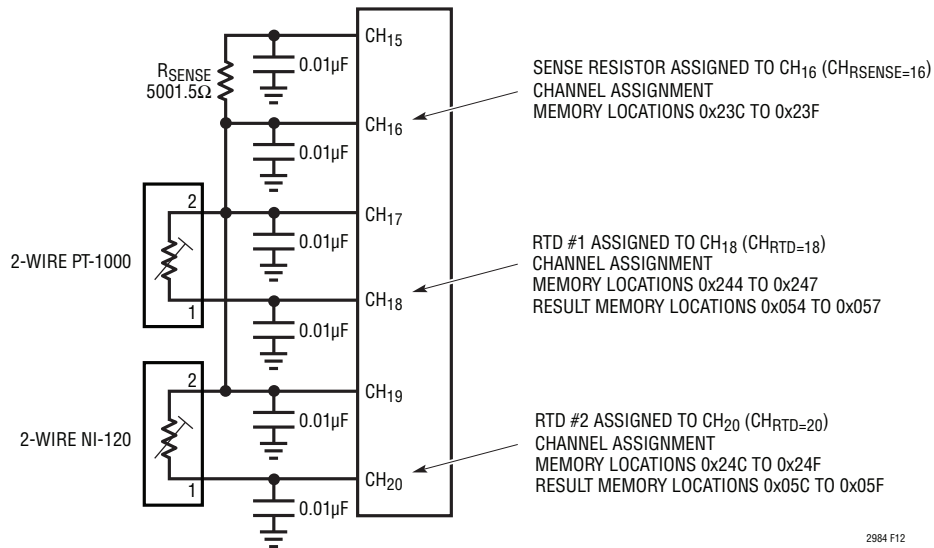 CH15
0.01µF
RSENSE
5001.5Ω
CH16
0.01µF
SENSE RESISTOR ASSIGNED TO CH16 (CHRSENSE=16)
CHANNEL ASSIGNMENT
MEMORY LOCATIONS 0x23C TO 0x23F
2
CH17
0.01µF
2-WIRE PT-1000
1
CH18
0.01µF
RTD #1 ASSIGNED TO CH18 (CHRTD=18)
CHANNEL ASSIGNMENT
MEMORY LOCATIONS 0x244 TO 0x247
RESULT MEMORY LOCATIONS 0x054 TO 0x057
2
CH19
0.01µF
2-WIRE NI-120
1
CH20
0.01µF
RTD #2 ASSIGNED TO CH20 (CHRTD=20)
CHANNEL ASSIGNMENT
MEMORY LOCATIONS 0x24C TO 0x24F
RESULT MEMORY LOCATIONS 0x05C TO 0x05F
2984 F12